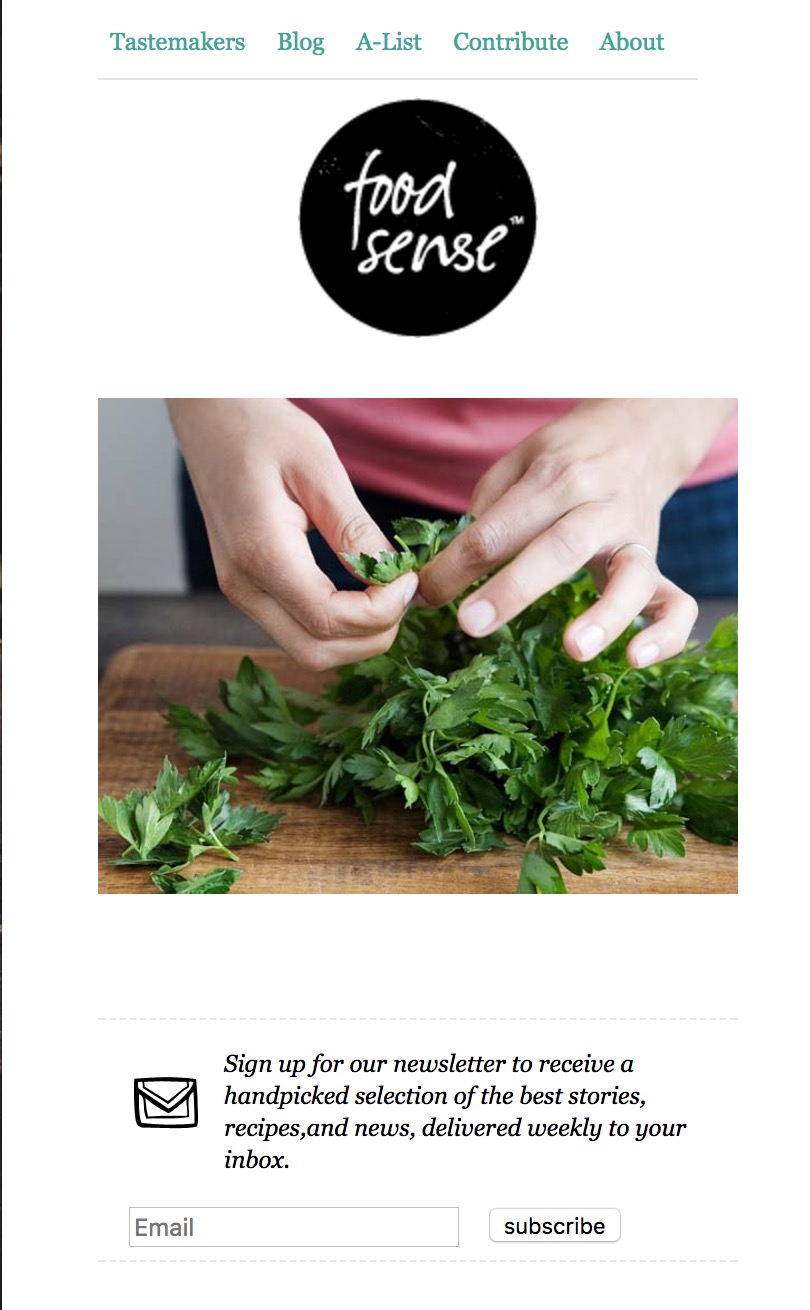 Tastemakers Blog A-List Contribute About
food
sense™
Sign up for our newsletter to receive a
handpicked selection of the best stories,
recipes,and news, delivered weekly to your
inbox.
Email subscribe